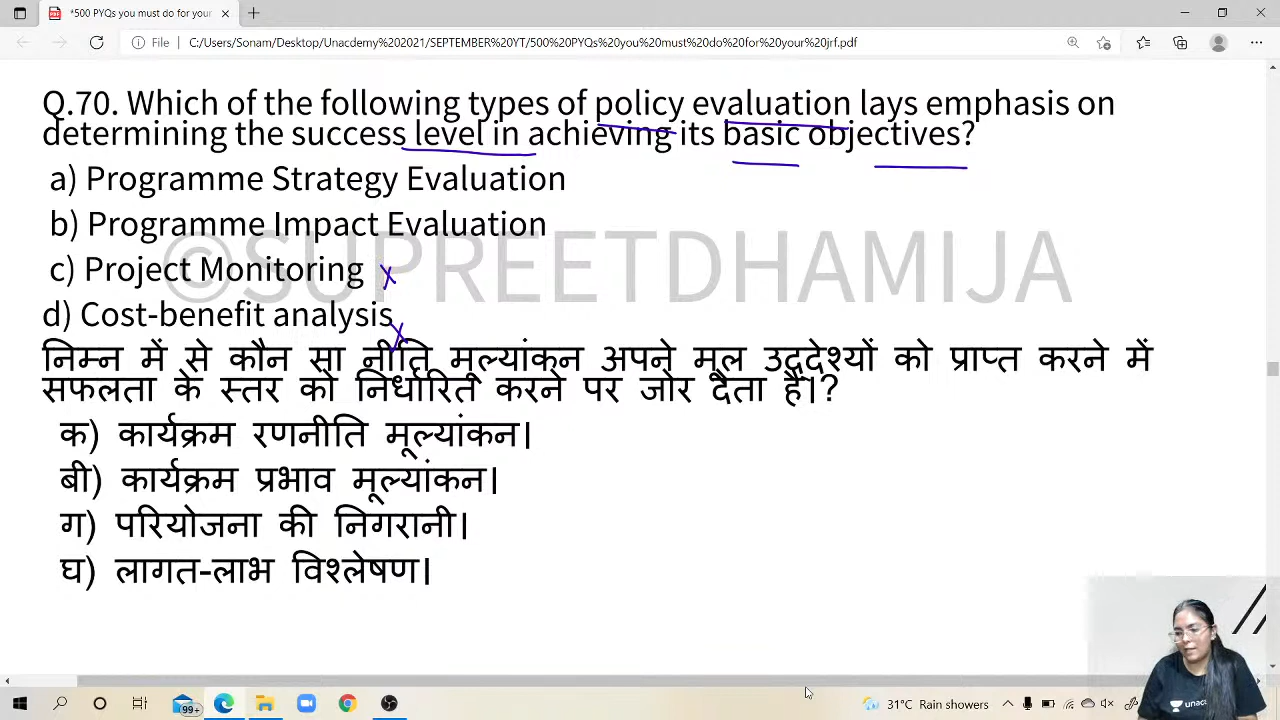 *500 PYQs you must do for your
File
C:/Users/Sonam/Desktop/Unacdemy%202021/SEPTEMBER%20YT/500%20PYQs%20you%20must%20do%20for%20your%20jrf.pdf
Q.70. Which of the following types of policy evaluation lays emphasis on
determining the success level in achieving its basic objectives?
a) Programme Strategy Evaluation
b) Programme Impact Evaluation
©SUPREETDHAMIJA
c) Project Monitoring x
d) Cost-benefit analysis x
निम्न में से कौन सा नीति मूल्यांकन अपने मूल उद्देश्यों को प्राप्त करने में
सफलता के स्तर को निर्धारित करने पर जोर देता है।?
क) कार्यक्रम रणनीति मूल्यांकन।
बी) कार्यक्रम प्रभाव मूल्यांकन।
ग) परियोजना की निगरानी।
घ) लागत-लाभ विश्लेषण।
unac
99+
31°C Rain showers